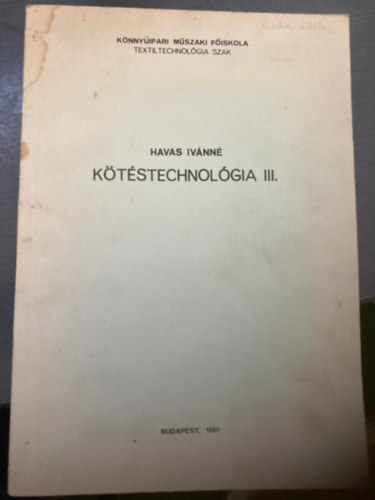 KÖNNYŰIPARI MŰSZAKI FŐISKOLA
TEXTILTECHNOLÓGIA SZAK
HAVAS IVÁNNÉ
KÖTÉSTECHNOLÓGIA III.
BUDAPEST,